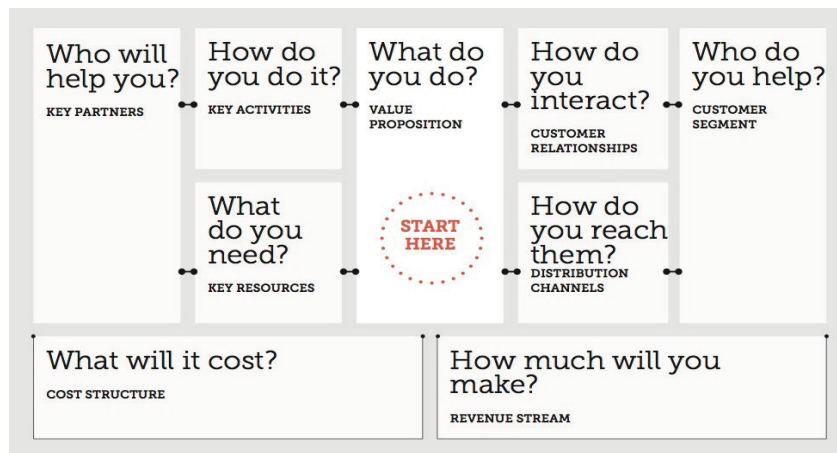 Who will
help you?
KEY PARTNERS
How do
you do it?
KEY ACTIVITIES
What
do you
need?
KEY RESOURCES
What do
you do?
VALUE
PROPOSITION
START
HERE
How do
you
interact?
CUSTOMER
RELATIONSHIPS
How do
you reach
them?
DISTRIBUTION
CHANNELS
Who do
you help?
CUSTOMER
SEGMENT
What will it cost?
COST STRUCTURE
How much will you
make?
REVENUE STREAM